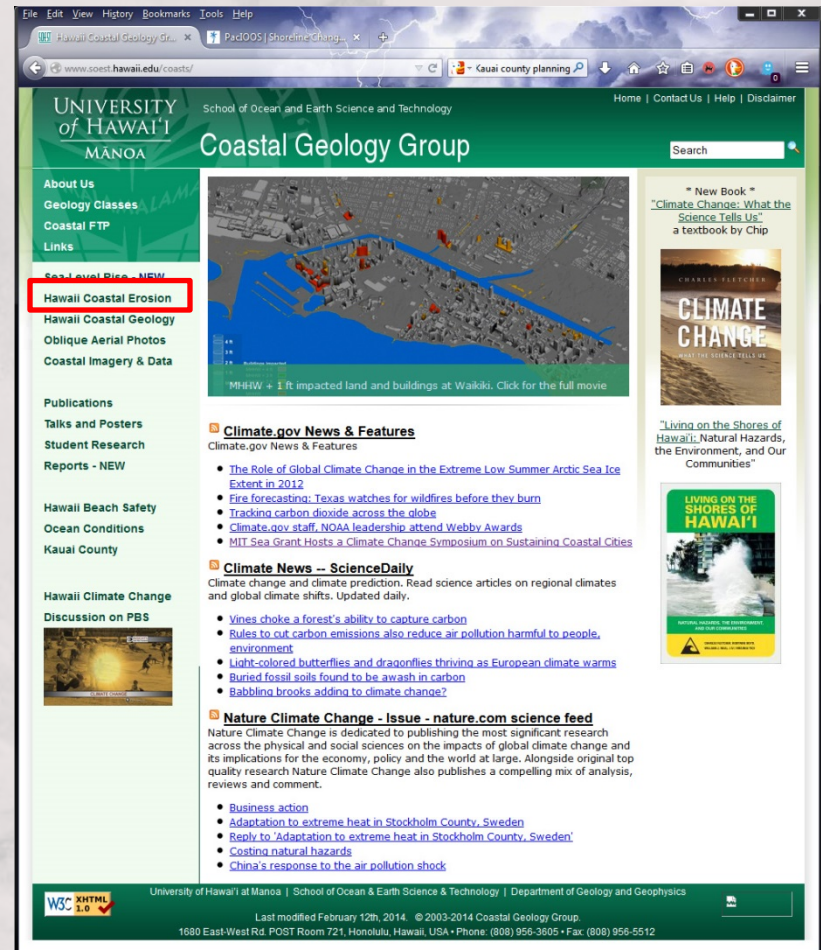 File Edit View History Bookmarks Tools Help
Hawaii Coastal Geology Gr... × PacIOOS | Shoreline Chang... × +
www.soest.hawaii.edu/coasts/ Kauai county planning
UNIVERSITY
of HAWAI'I
MĀNOA
School of Ocean and Earth Science and Technology
Coastal Geology Group
Home | Contact Us | Help | Disclaimer
Search
About Us
Geology Classes
Coastal FTP
Links
Sea-Level Rise - NEW
Hawaii Coastal Erosion
Hawaii Coastal Geology
Oblique Aerial Photos
Coastal Imagery & Data
Publications
Talks and Posters
Student Research
Reports - NEW
Hawaii Beach Safety
Ocean Conditions
Kauai County
Hawaii Climate Change
Discussion on PBS
CLIMATE CHANGE
4 ft
3 ft
2 ft Buildings impacted
MHHW + 1 ft impacted land and buildings at Waikiki. Click for the full movie
Climate.gov News & Features
Climate.gov News & Features
• The Role of Global Climate Change in the Extreme Low Summer Arctic Sea Ice
Extent in 2012
• Fire forecasting: Texas watches for wildfires before they burn
• Tracking carbon dioxide across the globe
• Climate.gov staff, NOAA leadership attend Webby Awards
• MIT Sea Grant Hosts a Climate Change Symposium on Sustaining Coastal Cities
Climate News -- ScienceDaily
Climate change and climate prediction. Read science articles on regional climates
and global climate shifts. Updated daily.
• Vines choke a forest's ability to capture carbon
• Rules to cut carbon emissions also reduce air pollution harmful to people,
environment
• Light-colored butterflies and dragonflies thriving as European climate warms
• Buried fossil soils found to be awash in carbon
• Babbling brooks adding to climate change?
Nature Climate Change - Issue - nature.com science feed
Nature Climate Change is dedicated to publishing the most significant research
across the physical and social sciences on the impacts of global climate change and
its implications for the economy, policy and the world at large. Alongside original top
quality research Nature Climate Change also publishes a compelling mix of analysis,
reviews and comment.
• Business action
• Adaptation to extreme heat in Stockholm County, Sweden
• Reply to 'Adaptation to extreme heat in Stockholm County, Sweden'
• Costing natural hazards
• China's response to the air pollution shock
* New Book *
"Climate Change: What the
Science Tells Us"
a textbook by Chip
CHARLES FLETCHER
CLIMATE
CHANGE
WHAT THE SCIENCE TELLS US
"Living on the Shores of
Hawai'i: Natural Hazards,
the Environment, and Our
Communities"
LIVING ON THE
SHORES OF
HAWAI'I
NATURAL HAZARDS, THE ENVIRONMENT,
AND OUR COMMUNITIES
W3C XHTML
1.0
University of Hawai'i at Manoa | School of Ocean & Earth Science & Technology | Department of Geology and Geophysics
Last modified February 12th, 2014. © 2003-2014 Coastal Geology Group.
1680 East-West Rd. POST Room 721, Honolulu, Hawaii, USA • Phone: (808) 956-3605 • Fax: (808) 956-5512